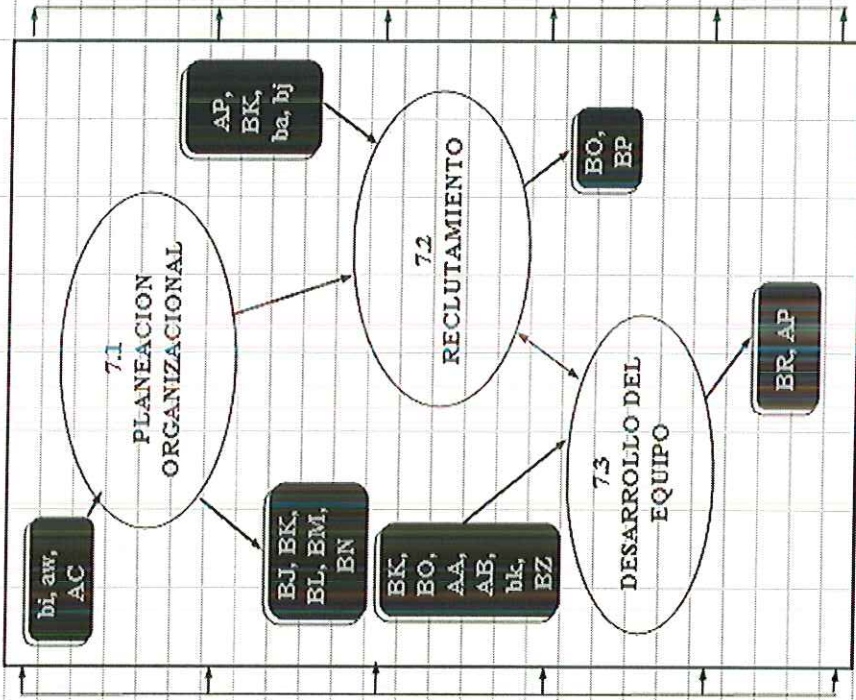 bi, aw,
AC
7.1
PLANEACION
ORGANIZACIONAL
BJ, BK,
BL, BM,
BN
AP,
BK,
ba, bj
7.2
RECLUTAMIENTO
BO,
BP
BK,
BO,
AA,
AB,
bk,
BZ
7.3
DESARROLLO DEL
EQUIPO
BR, AP